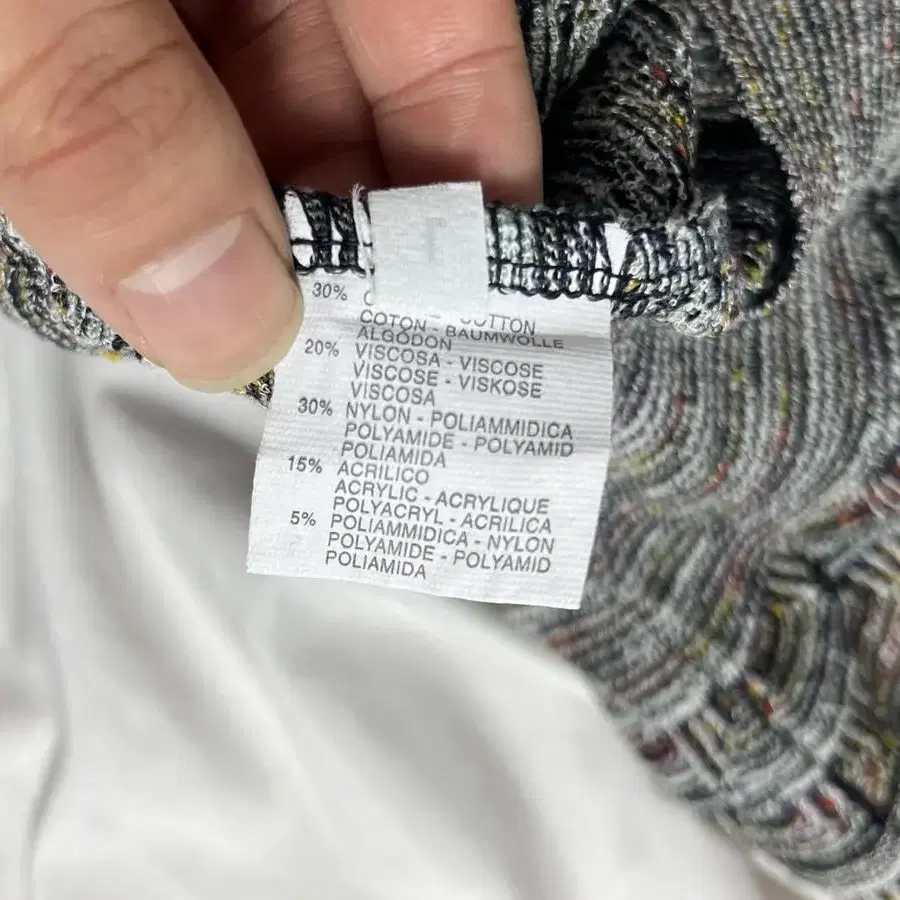 30%
COTON - BAUMWOLLE
ALGODON
20% VISCOSA - VISCOSE
VISCOSE - VISKOSE
VISCOSA
30% NYLON - POLIAMMIDICA
POLYAMIDE - POLYAMID
POLIAMIDA
15% ACRILICO
ACRYLIC - ACRYLIQUE
POLYACRYL - ACRILICA
5% POLIAMMIDICA - NYLON
POLYAMIDE - POLYAMID
POLIAMIDA